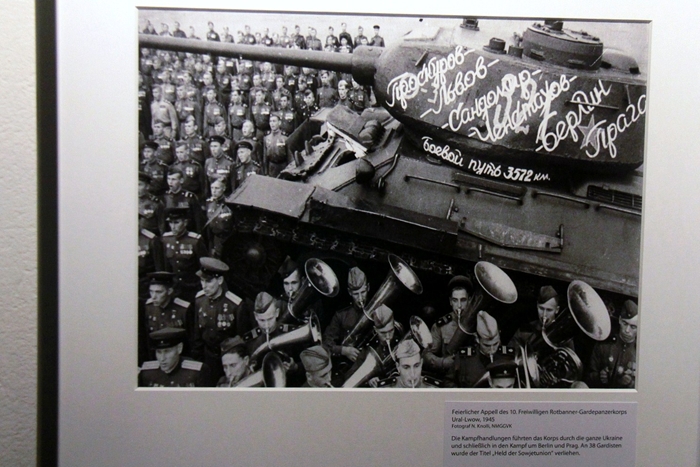 Проскуров-
-Львов-
-Сандомир-
-Ченстахов-
-Берлин
Прага
Боевой путь 3572 км.
Feierlicher Appell des 10. Freiwilligen Rotbanner-Gardepanzerkorps
Ural-Lwow, 1945
Fotograf N. Knolli, NMGOVK
Die Kampfhandlungen führten das Korps durch die ganze Ukraine
und schließlich in den Kampf um Berlin und Prag. An 38 Gardisten
wurde der Titel „Held der Sowjetunion" verliehen.